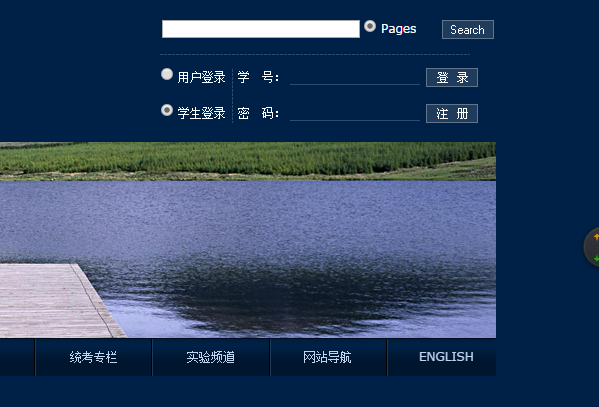 Pages Search
用户登录 学 号： 登 录
学生登录 密 码： 注 册
统考专栏 实验频道 网站导航 ENGLISH